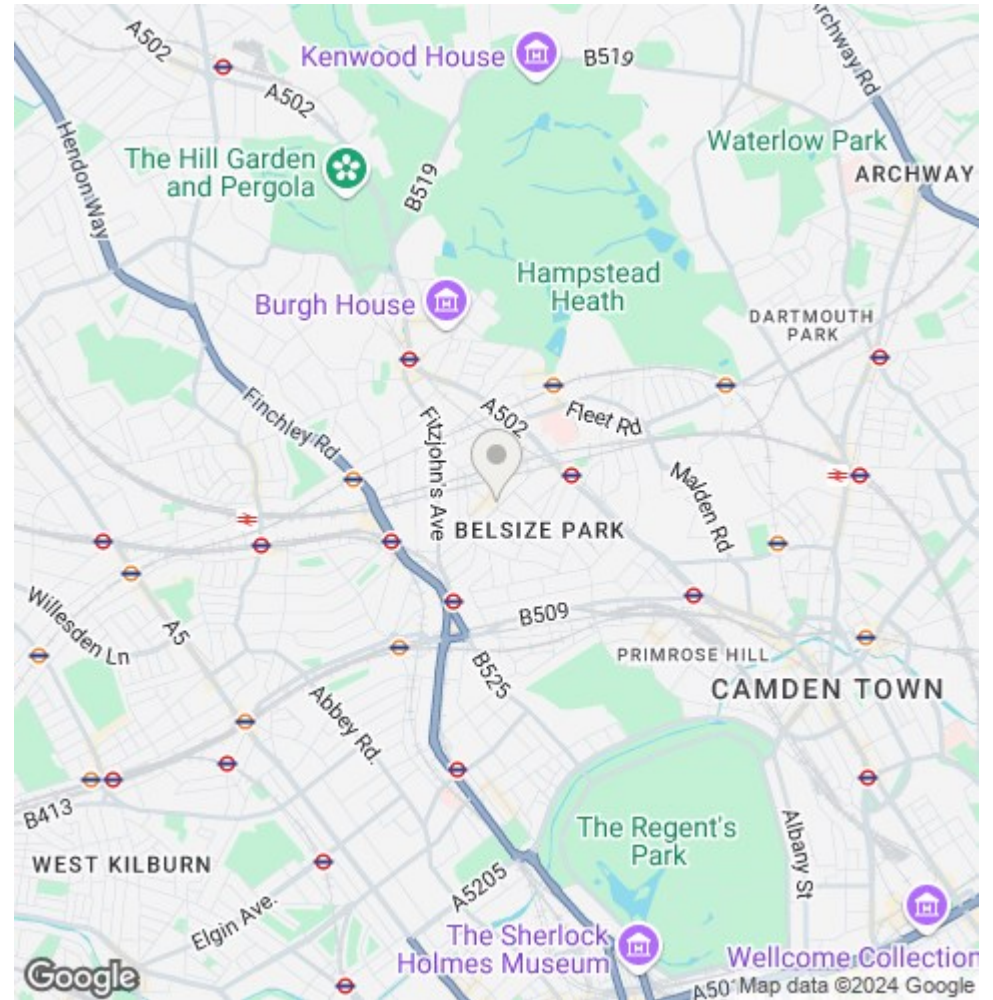 A502
Kenwood House
B519
Archway Rd
A502
Hendon Way
The Hill Garden
and Pergola
B519
Waterlow Park
ARCHWAY
Hampstead
Heath
Burgh House
DARTMOUTH
PARK
Finchley Rd
Fitzjohn's Ave
A502
Fleet Rd
Malden Rd
BELSIZE PARK
Willesden Ln
A5
B509
PRIMROSE HILL
B525
CAMDEN TOWN
Abbey Rd.
B413
The Regent's
Park
Albany St
WEST KILBURN
A5205
Elgin Ave.
The Sherlock
Holmes Museum
Wellcome Collection
Google
A501
Map data ©2024 Google